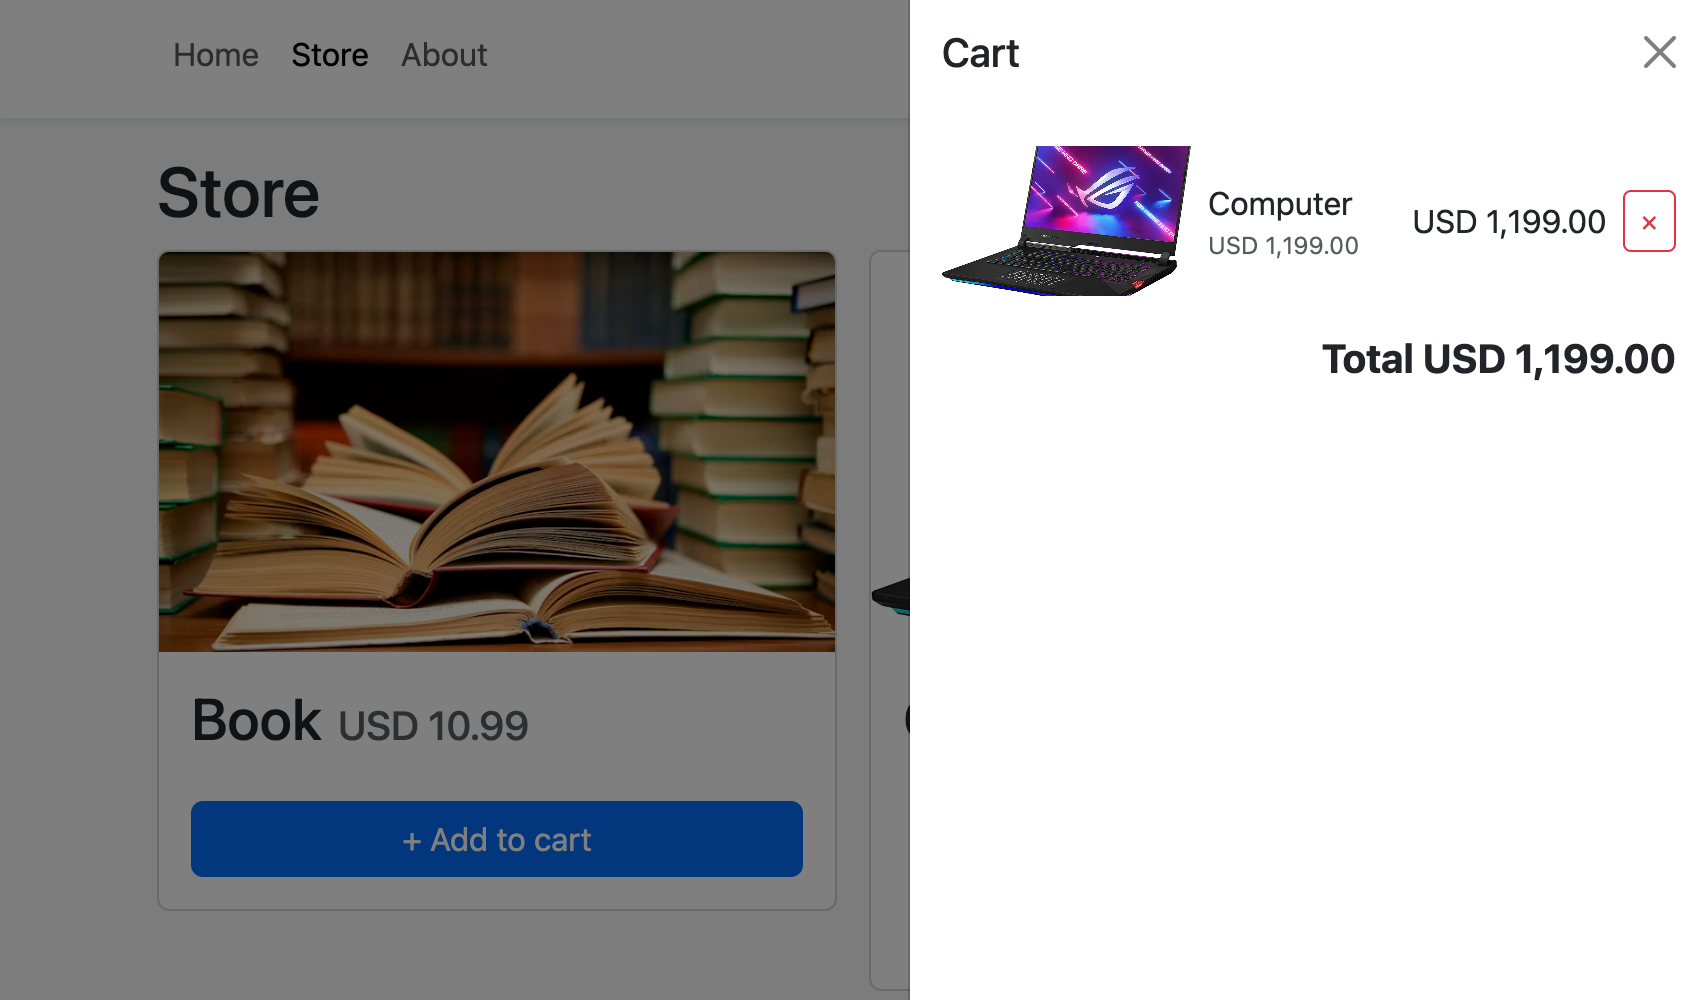 Home Store About
Store
Book USD 10.99
+ Add to cart
Cart
Computer
USD 1,199.00
USD 1,199.00
Total USD 1,199.00